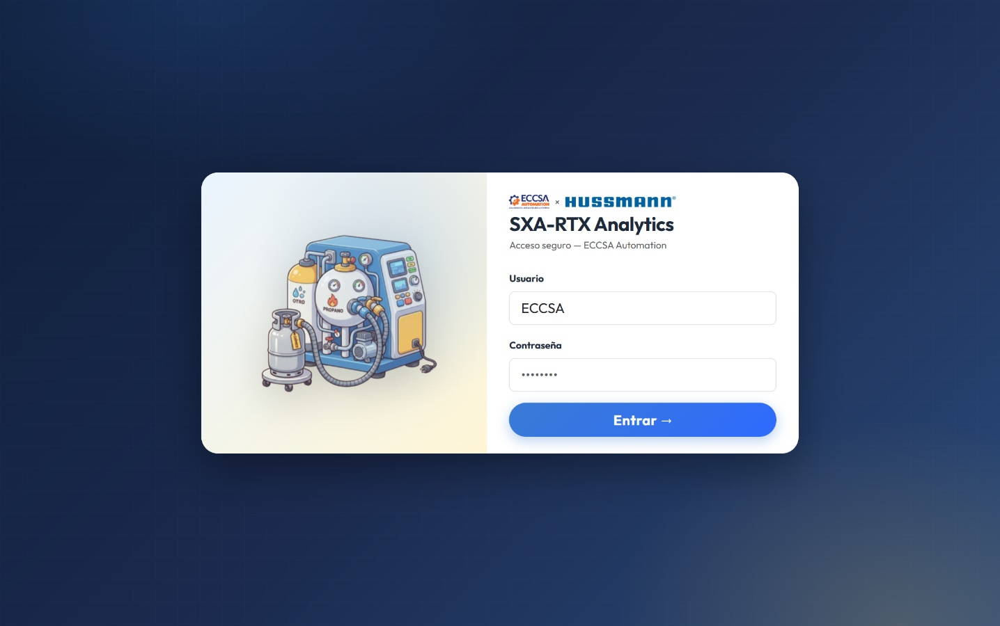 OTRO
PROPANO
ECCSA
AUTOMATION
×
HUSSMANN®
SXA-RTX Analytics
Acceso seguro — ECCSA Automation
Usuario
ECCSA
Contraseña
••••••••
Entrar →